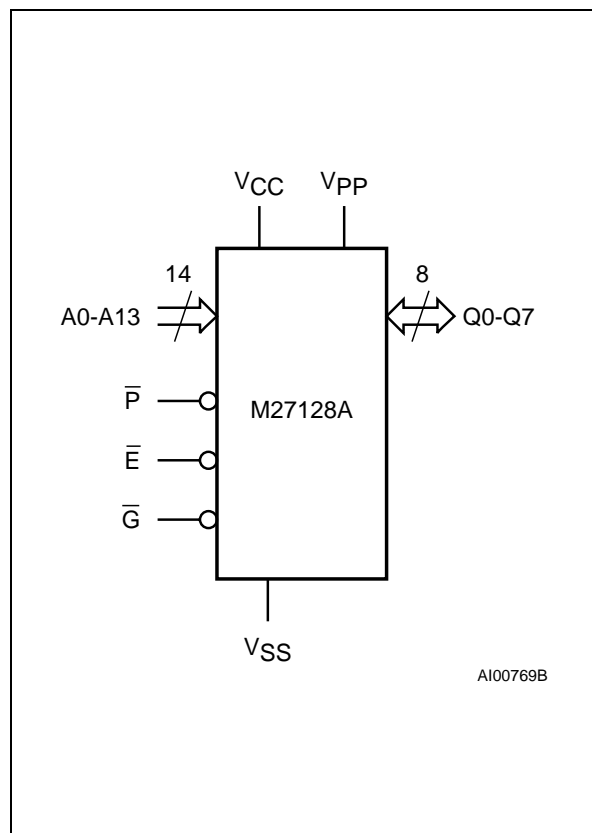 VCC VPP
14 8
A0-A13 Q0-Q7
P̅
M27128A
E̅
G̅
VSS
AI00769B